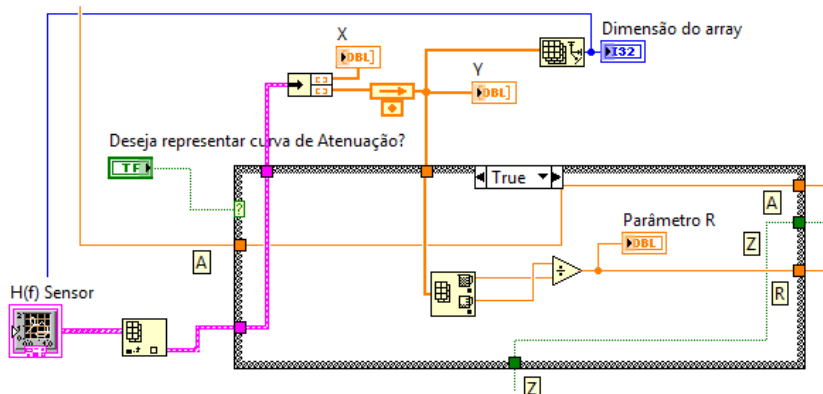 Dimensão do array
X
DBL]
I32
Y
DBL]
Deseja representar curva de Atenuação?
TF
True
?
A
Parâmetro R
DBL
Z
A
R
H(f) Sensor
Z